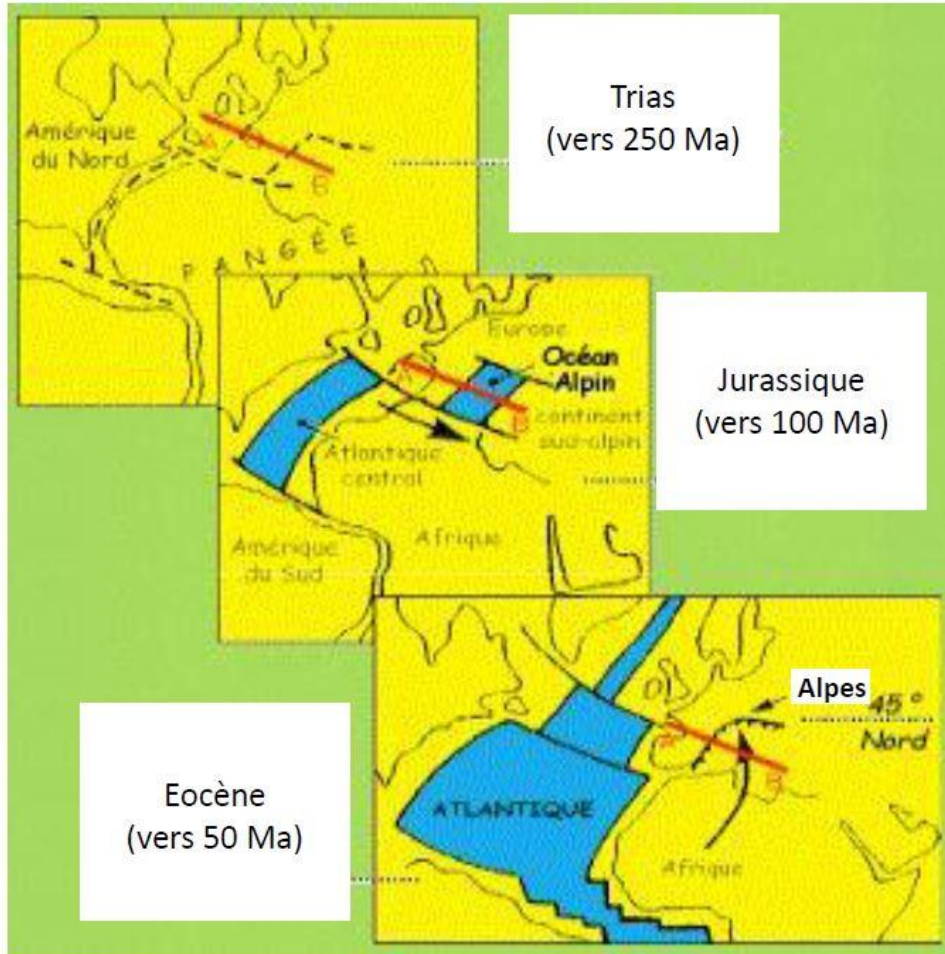 Trias
(vers 250 Ma)
Amérique
du Nord
A
B
PANGÉE
Jurassique
(vers 100 Ma)
Europe
Océan
Alpin
A
B
continent
sud-alpin
Atlantique
central
Afrique
Amérique
du Sud
Eocène
(vers 50 Ma)
Alpes
45°
Nord
A
B
ATLANTIQUE
Afrique